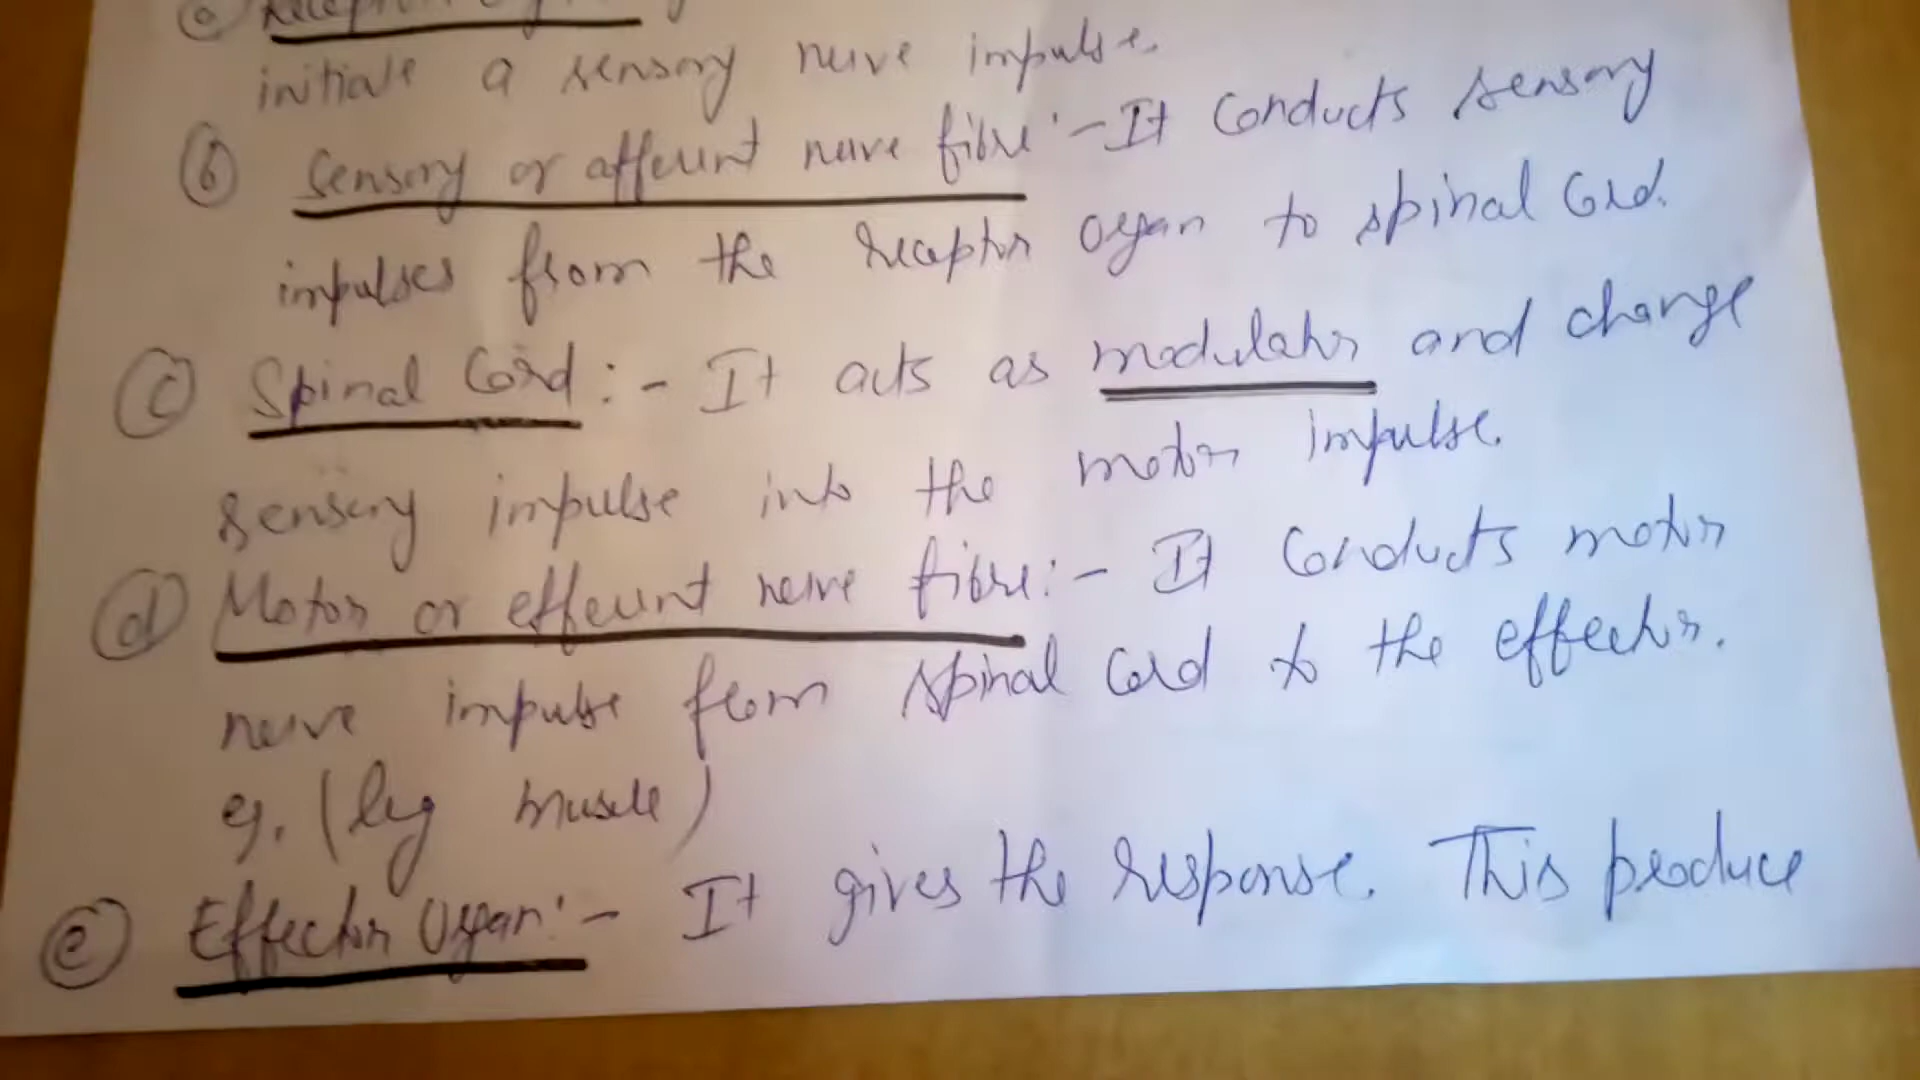 initiate a sensory nerve impulse.
(b) Sensory or afferent nerve fibre :- It conducts sensory
impulses from the receptor organ to spinal cord.
(c) Spinal Cord :- It acts as modulator and change
sensory impulse into the motor impulse.
(d) Motor or efferent nerve fibre :- It conducts motor
nerve impulse from spinal cord to the effector.
eg. (leg muscle)
(e) Effector Organ :- It gives the response. This produce